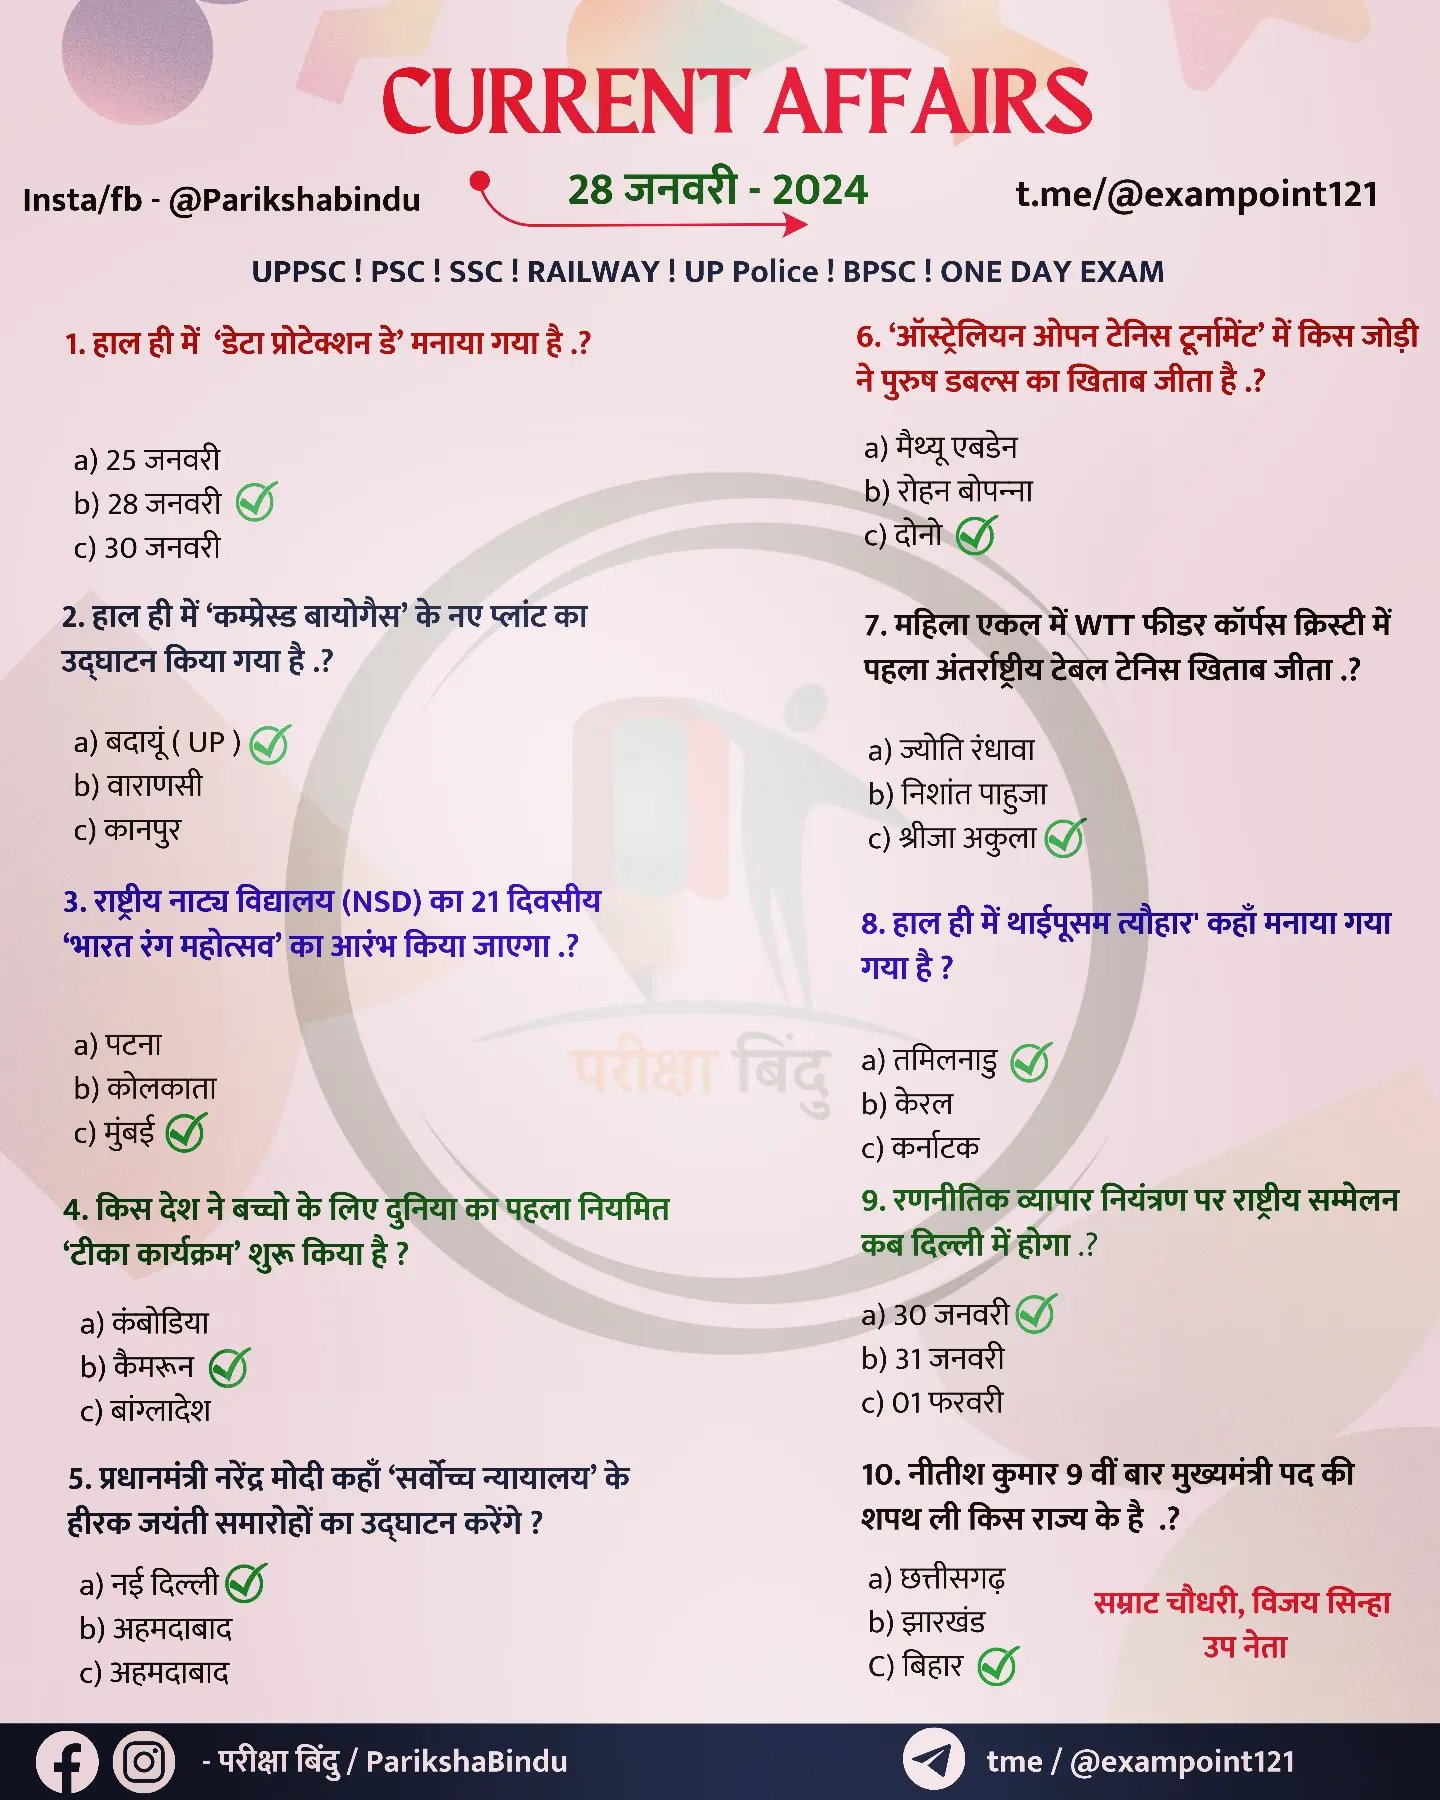 CURRENT AFFAIRS
Insta/fb - @Parikshabindu
28 जनवरी - 2024
t.me/@exampoint121
UPPSC ! PSC ! SSC ! RAILWAY ! UP Police ! BPSC ! ONE DAY EXAM
1. हाल ही में ‘डेटा प्रोटेक्शन डे’ मनाया गया है .?
a) 25 जनवरी
b) 28 जनवरी
c) 30 जनवरी
2. हाल ही में ‘कम्प्रेस्ड बायोगैस’ के नए प्लांट का
उद्घाटन किया गया है .?
a) बदायूं ( UP )
b) वाराणसी
c) कानपुर
3. राष्ट्रीय नाट्य विद्यालय (NSD) का 21 दिवसीय
‘भारत रंग महोत्सव’ का आरंभ किया जाएगा .?
a) पटना
b) कोलकाता
c) मुंबई
4. किस देश ने बच्चो के लिए दुनिया का पहला नियमित
‘टीका कार्यक्रम’ शुरू किया है ?
a) कंबोडिया
b) कैमरून
c) बांग्लादेश
5. प्रधानमंत्री नरेंद्र मोदी कहाँ ‘सर्वोच्च न्यायालय’ के
हीरक जयंती समारोहों का उद्घाटन करेंगे ?
a) नई दिल्ली
b) अहमदाबाद
c) अहमदाबाद
6. ‘ऑस्ट्रेलियन ओपन टेनिस टूर्नामेंट’ में किस जोड़ी
ने पुरुष डबल्स का खिताब जीता है .?
a) मैथ्यू एबडेन
b) रोहन बोपन्ना
c) दोनो
7. महिला एकल में WTT फीडर कॉर्पस क्रिस्टी में
पहला अंतर्राष्ट्रीय टेबल टेनिस खिताब जीता .?
a) ज्योति रंधावा
b) निशांत पाहुजा
c) श्रीजा अकुला
8. हाल ही में थाईपूसम त्यौहार' कहाँ मनाया गया
गया है ?
a) तमिलनाडु
b) केरल
c) कर्नाटक
9. रणनीतिक व्यापार नियंत्रण पर राष्ट्रीय सम्मेलन
कब दिल्ली में होगा .?
a) 30 जनवरी
b) 31 जनवरी
c) 01 फरवरी
10. नीतीश कुमार 9 वीं बार मुख्यमंत्री पद की
शपथ ली किस राज्य के है .?
a) छत्तीसगढ़
b) झारखंड
C) बिहार
सम्राट चौधरी, विजय सिन्हा
उप नेता
परीक्षा बिंदु
- परीक्षा बिंदु / ParikshaBindu
tme / @exampoint121